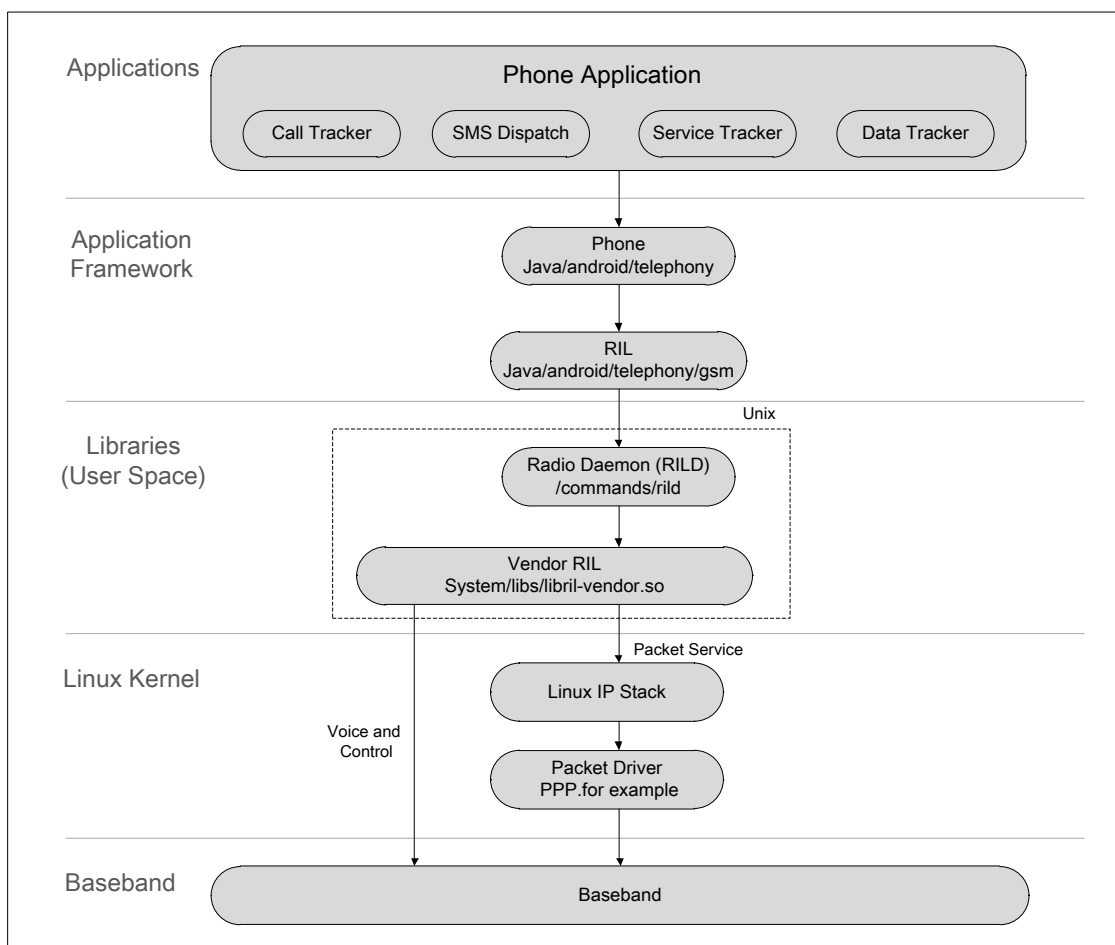 Applications
Phone Application
Call Tracker
SMS Dispatch
Service Tracker
Data Tracker
Application
Framework
Phone
Java/android/telephony
RIL
Java/android/telephony/gsm
Unix
Libraries
(User Space)
Radio Daemon (RILD)
/commands/rild
Vendor RIL
System/libs/libril-vendor.so
Packet Service
Linux Kernel
Linux IP Stack
Voice and
Control
Packet Driver
PPP.for example
Baseband
Baseband